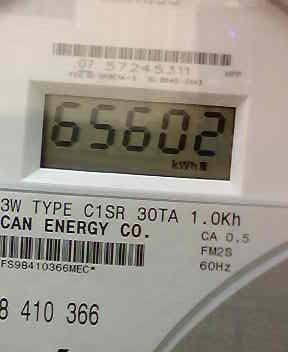 07 57245311
65602
kWh
3W TYPE C1SR 30TA 1.0Kh
CAN ENERGY CO.
CA 0.5
FM2S
FS98410366MEC*
60Hz
8 410 366